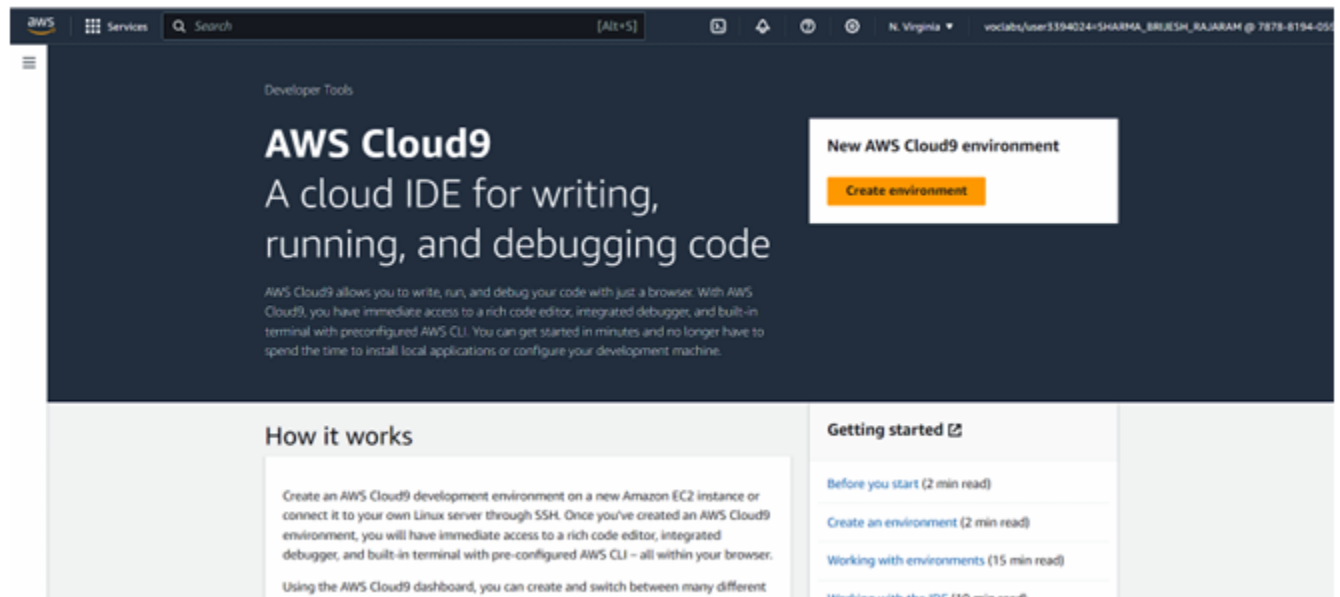 aws
Services
Search
[Alt+S]
N. Virginia
voclabs/user3394024=SHARMA_BRIJESH_RAJARAM @ 7878-8194-055
Developer Tools
AWS Cloud9
A cloud IDE for writing,
running, and debugging code
AWS Cloud9 allows you to write, run, and debug your code with just a browser. With AWS
Cloud9, you have immediate access to a rich code editor, integrated debugger, and built-in
terminal with preconfigured AWS CLI. You can get started in minutes and no longer have to
spend the time to install local applications or configure your development machine.
New AWS Cloud9 environment
Create environment
How it works
Create an AWS Cloud9 development environment on a new Amazon EC2 instance or
connect it to your own Linux server through SSH. Once you've created an AWS Cloud9
environment, you will have immediate access to a rich code editor, integrated
debugger, and built-in terminal with pre-configured AWS CLI – all within your browser.
Using the AWS Cloud9 dashboard, you can create and switch between many different
Getting started
Before you start (2 min read)
Create an environment (2 min read)
Working with environments (15 min read)
Working with the IDE (10 min read)